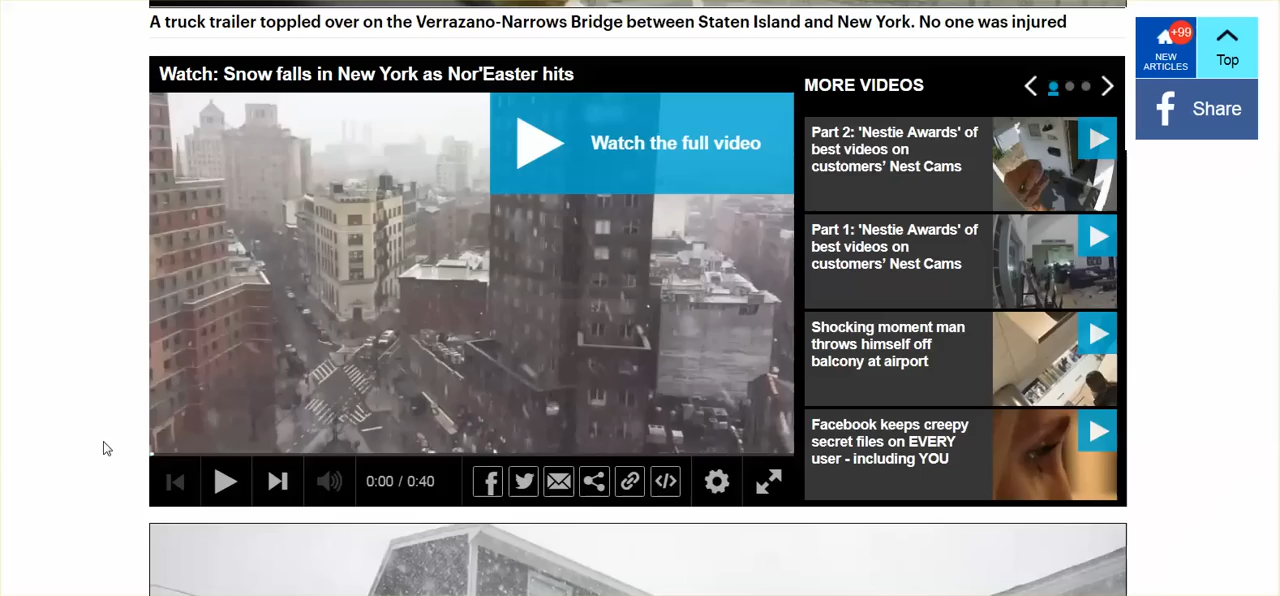 A truck trailer toppled over on the Verrazano-Narrows Bridge between Staten Island and New York. No one was injured
+99
NEW
ARTICLES
Top
Share
Watch: Snow falls in New York as Nor'Easter hits
Watch the full video
MORE VIDEOS
Part 2: 'Nestie Awards' of
best videos on
customers’ Nest Cams
Part 1: 'Nestie Awards' of
best videos on
customers’ Nest Cams
Shocking moment man
throws himself off
balcony at airport
Facebook keeps creepy
secret files on EVERY
user - including YOU
0:00 / 0:40